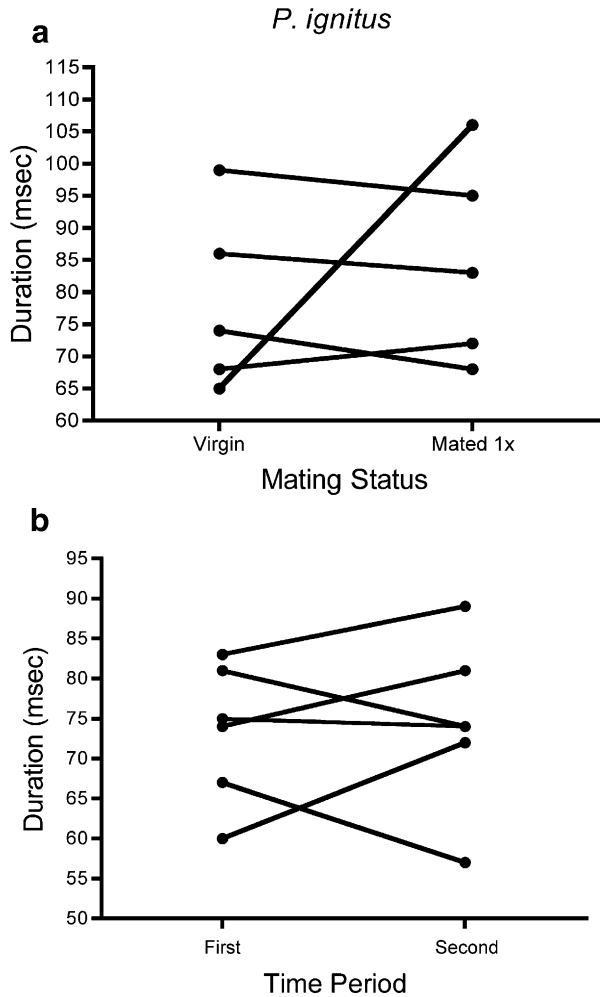 P. ignitus
a
Duration (msec)
115
110
105
100
95
90
85
80
75
70
65
60
Virgin
Mated 1x
Mating Status
b
Duration (msec)
95
90
85
80
75
70
65
60
55
50
First
Second
Time Period